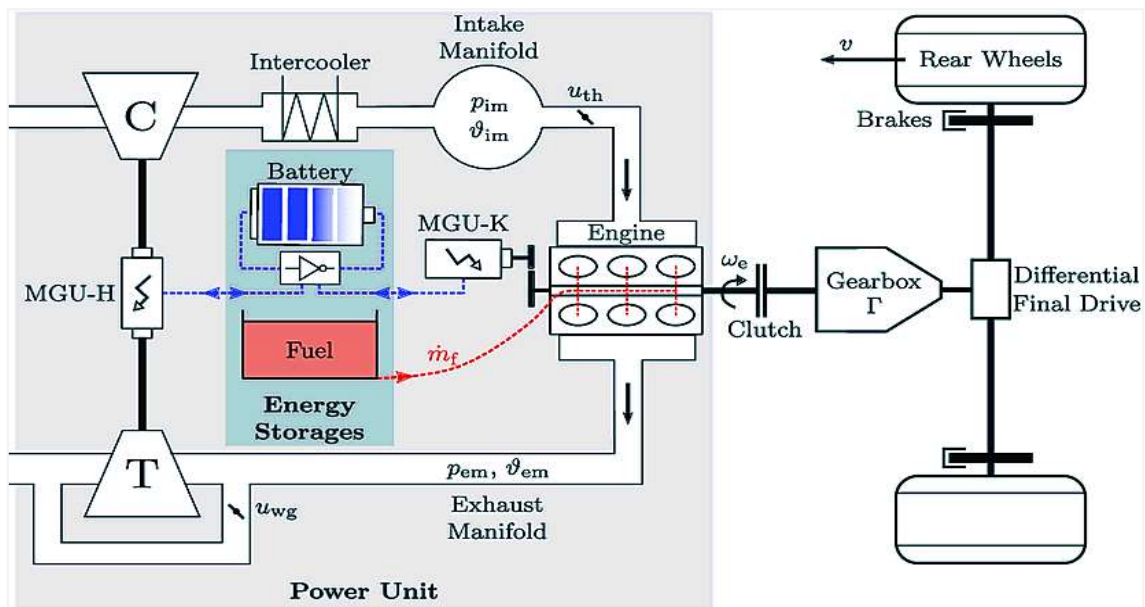 Intake
Manifold
Intercooler
C
p_im
ϑ_im
u_th
v
Rear Wheels
Brakes
Battery
MGU-K
Engine
ω_e
MGU-H
Gearbox
Γ
Differential
Final Drive
Clutch
Fuel
ṁ_f
Energy
Storages
T
p_em, ϑ_em
u_wg
Exhaust
Manifold
Power Unit